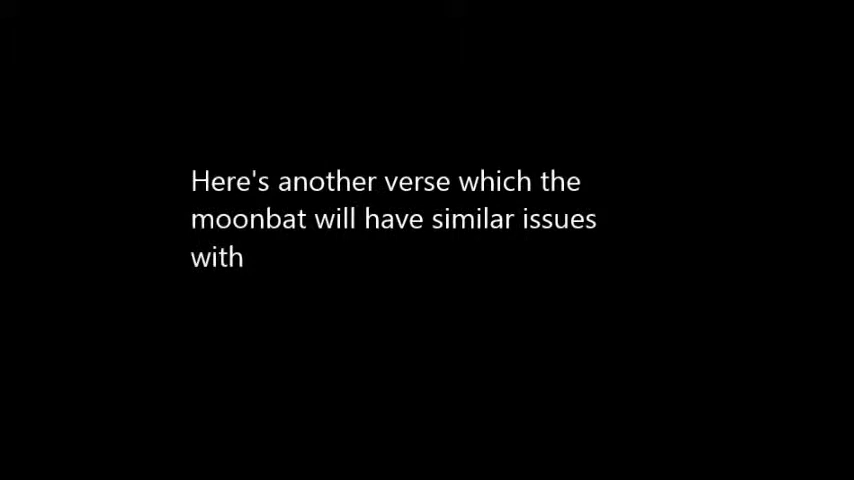 Here's another verse which the
moonbat will have similar issues
with